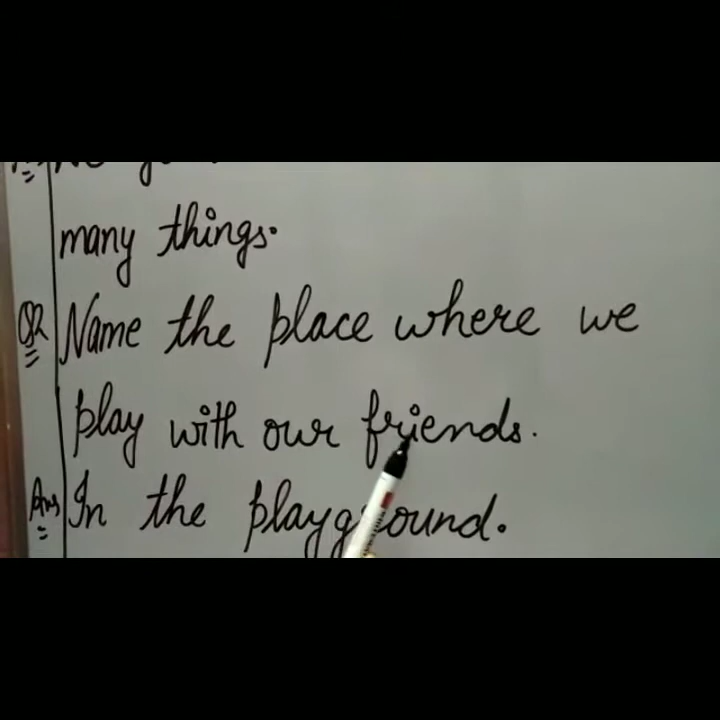 many things.
Q2 Name the place where we
play with our friends.
Ans In the playground.